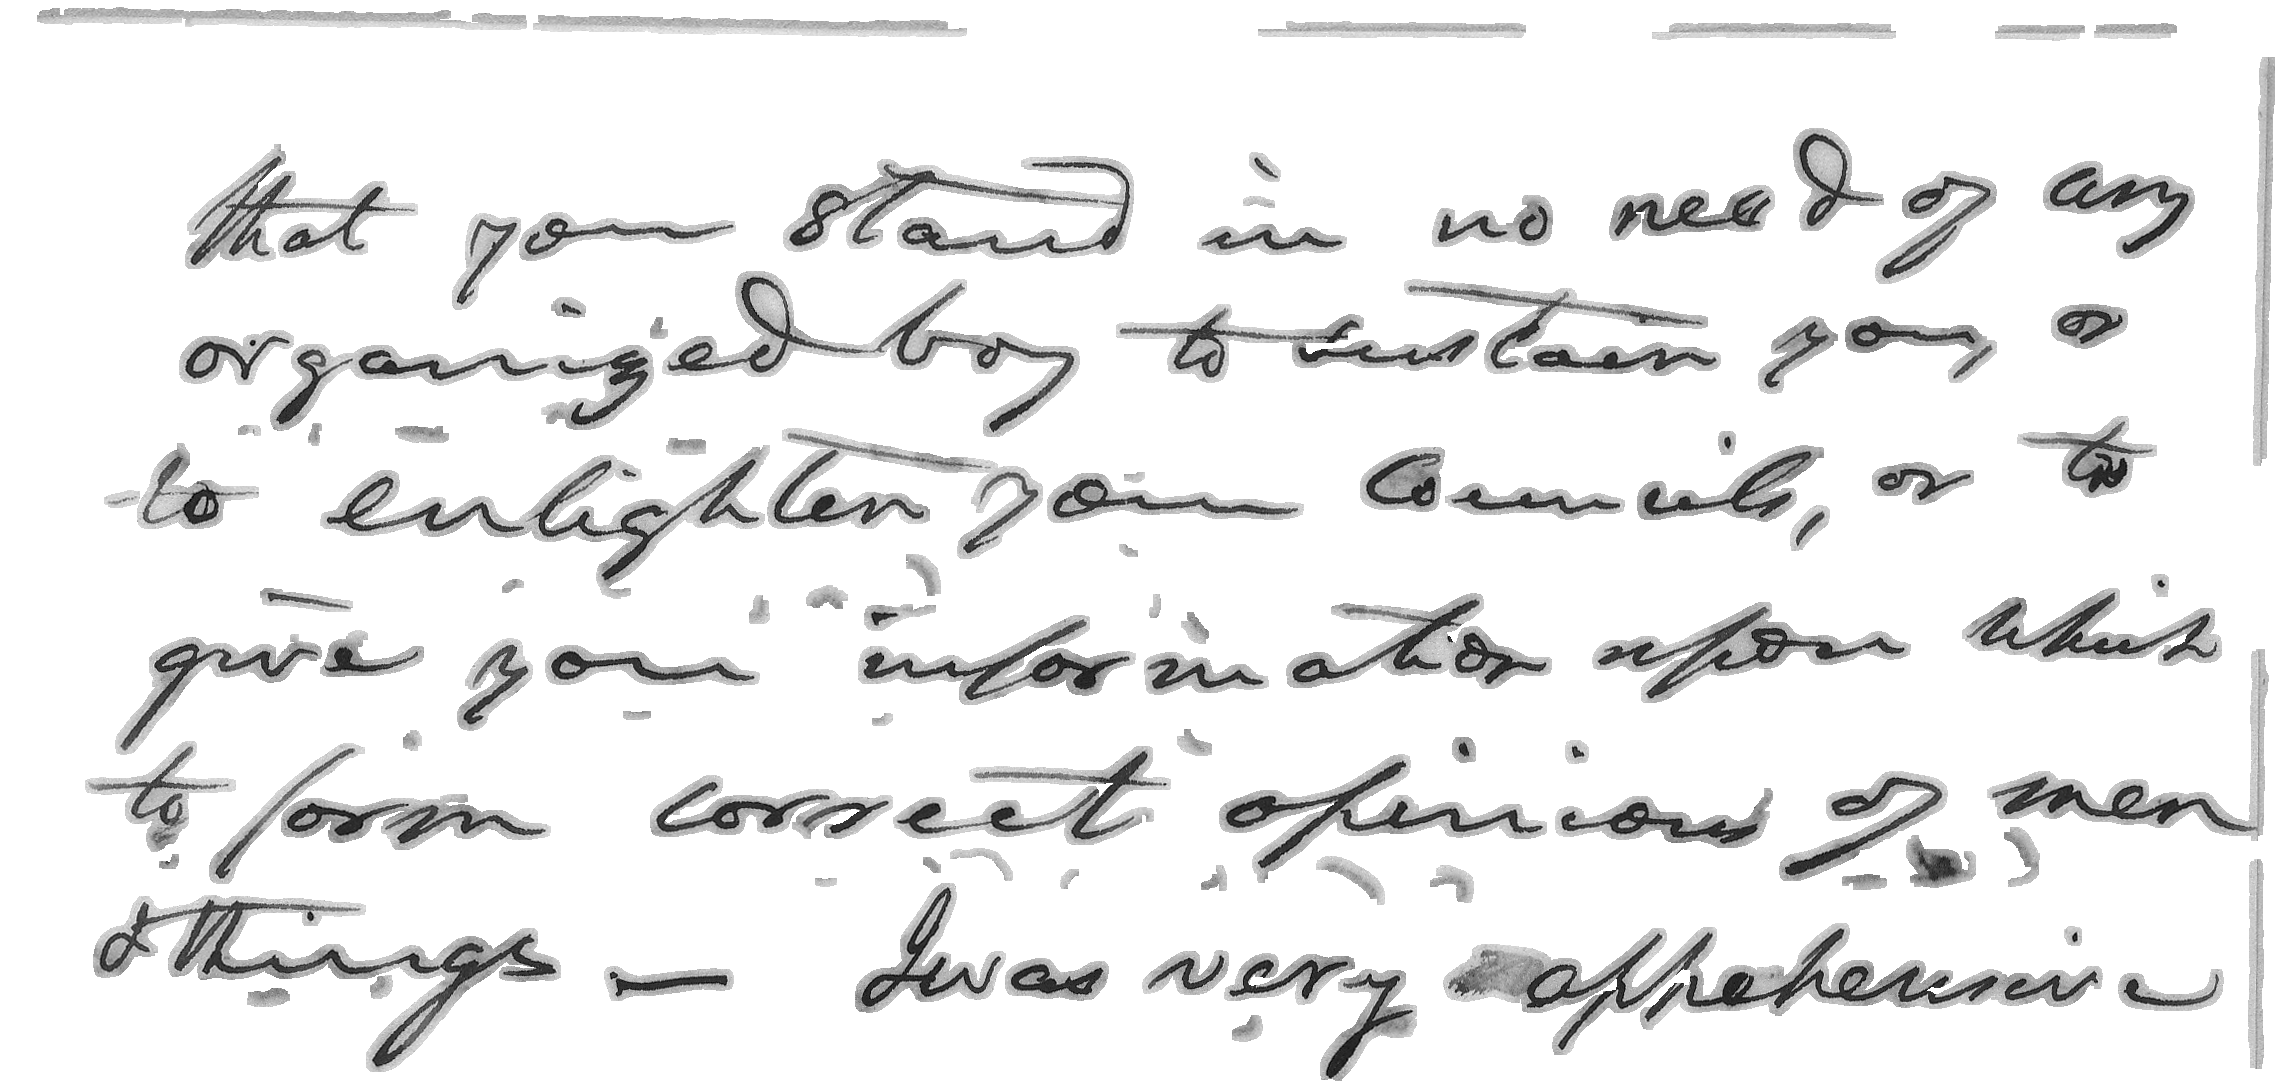 that you stand in no need of any
organized boy to sustain you, or
to enlighten your Councils, or to
give you information upon which
to form correct opinions of men
& things — I was very apprehensive